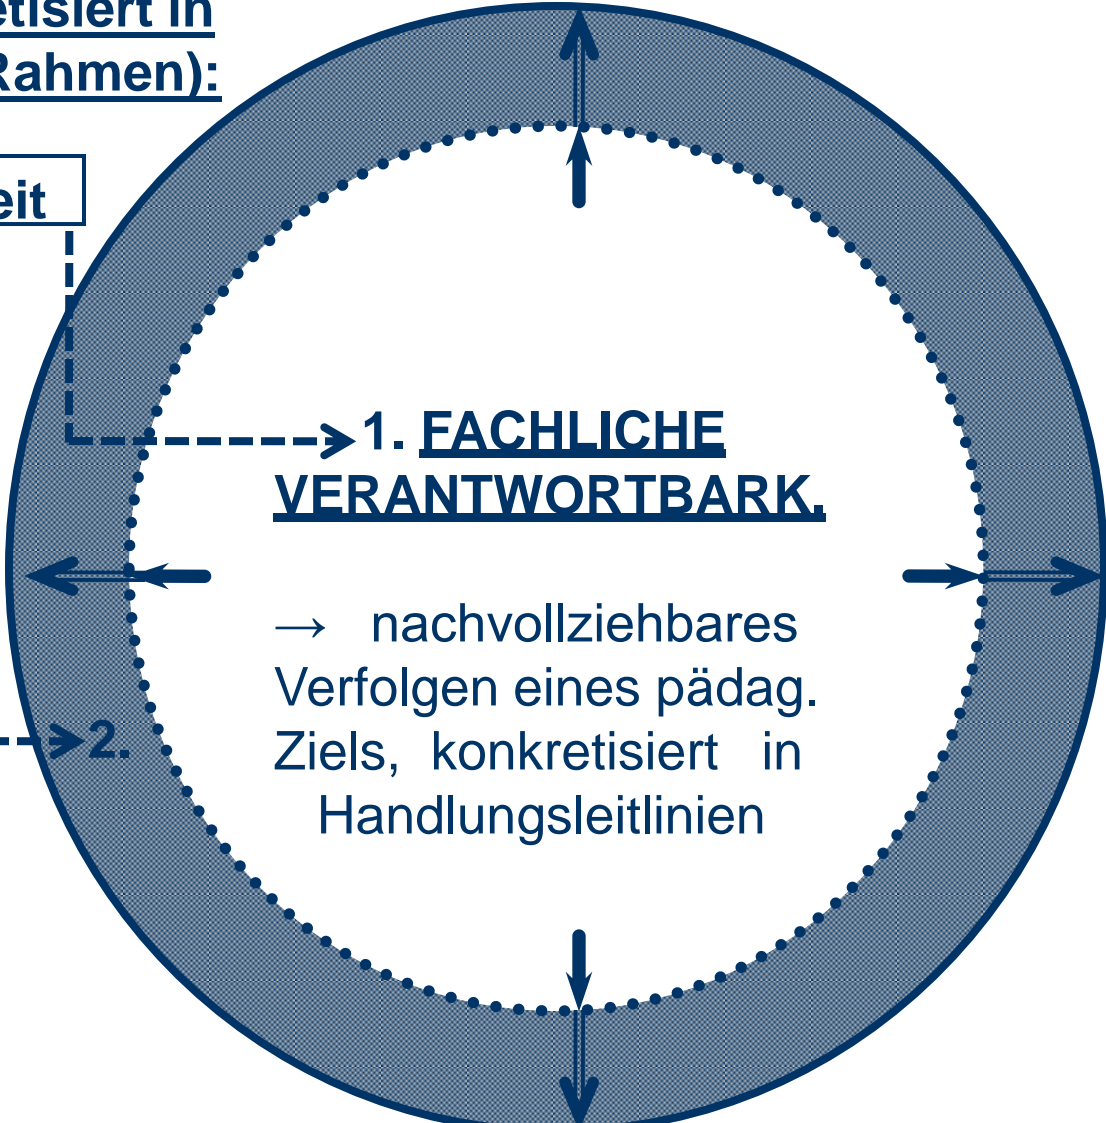 etisiert in
Rahmen):
eit
1. FACHLICHE
VERANTWORTBARK.
→ nachvollziehbares
Verfolgen eines pädag.
2.
Ziels, konkretisiert in
Handlungsleitlinien